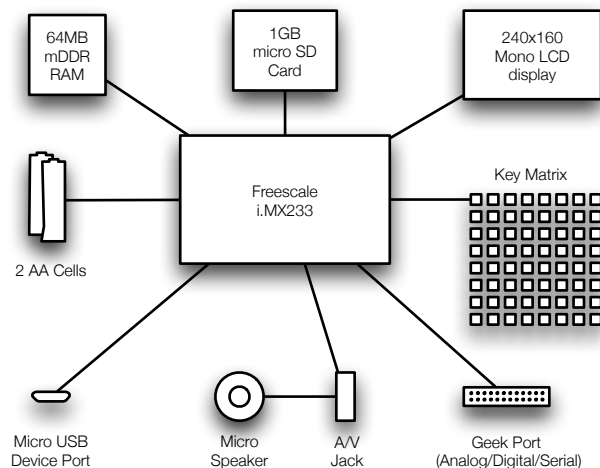 64MB
mDDR
RAM
1GB
micro SD
Card
240x160
Mono LCD
display
Freescale
i.MX233
Key Matrix
2 AA Cells
Micro USB
Device Port
Micro
Speaker
A/V
Jack
Geek Port
(Analog/Digital/Serial)